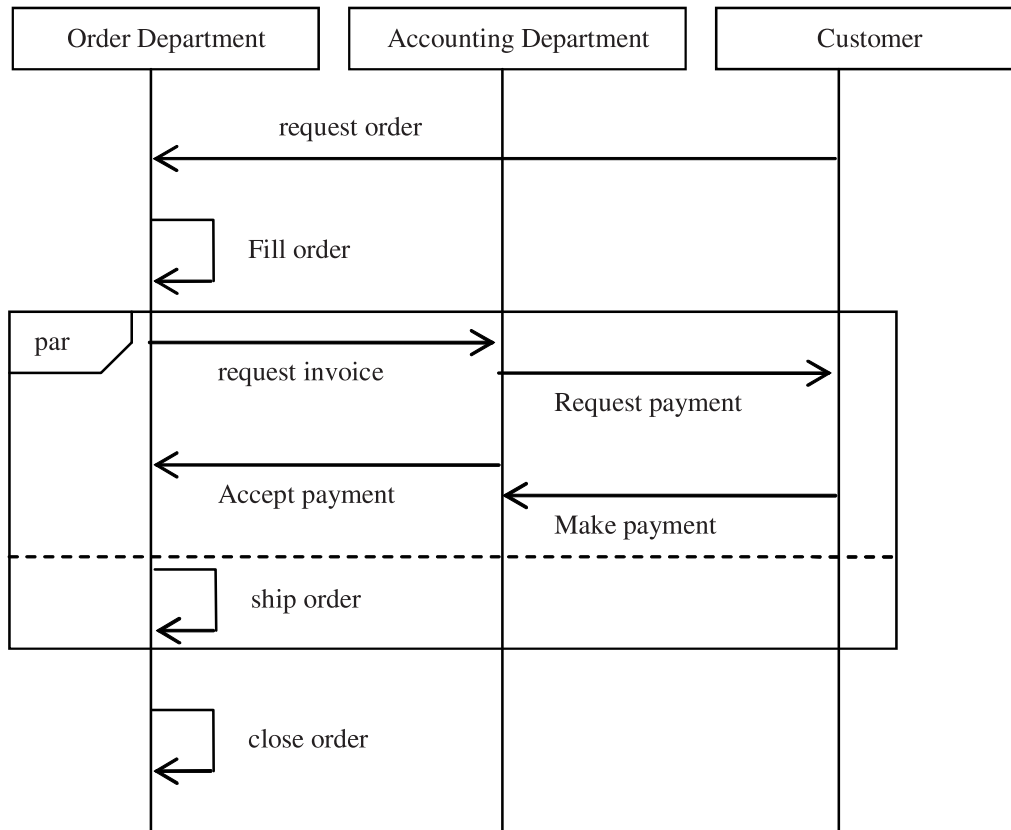 Order Department
Accounting Department
Customer
request order
Fill order
par
request invoice
Request payment
Accept payment
Make payment
ship order
close order